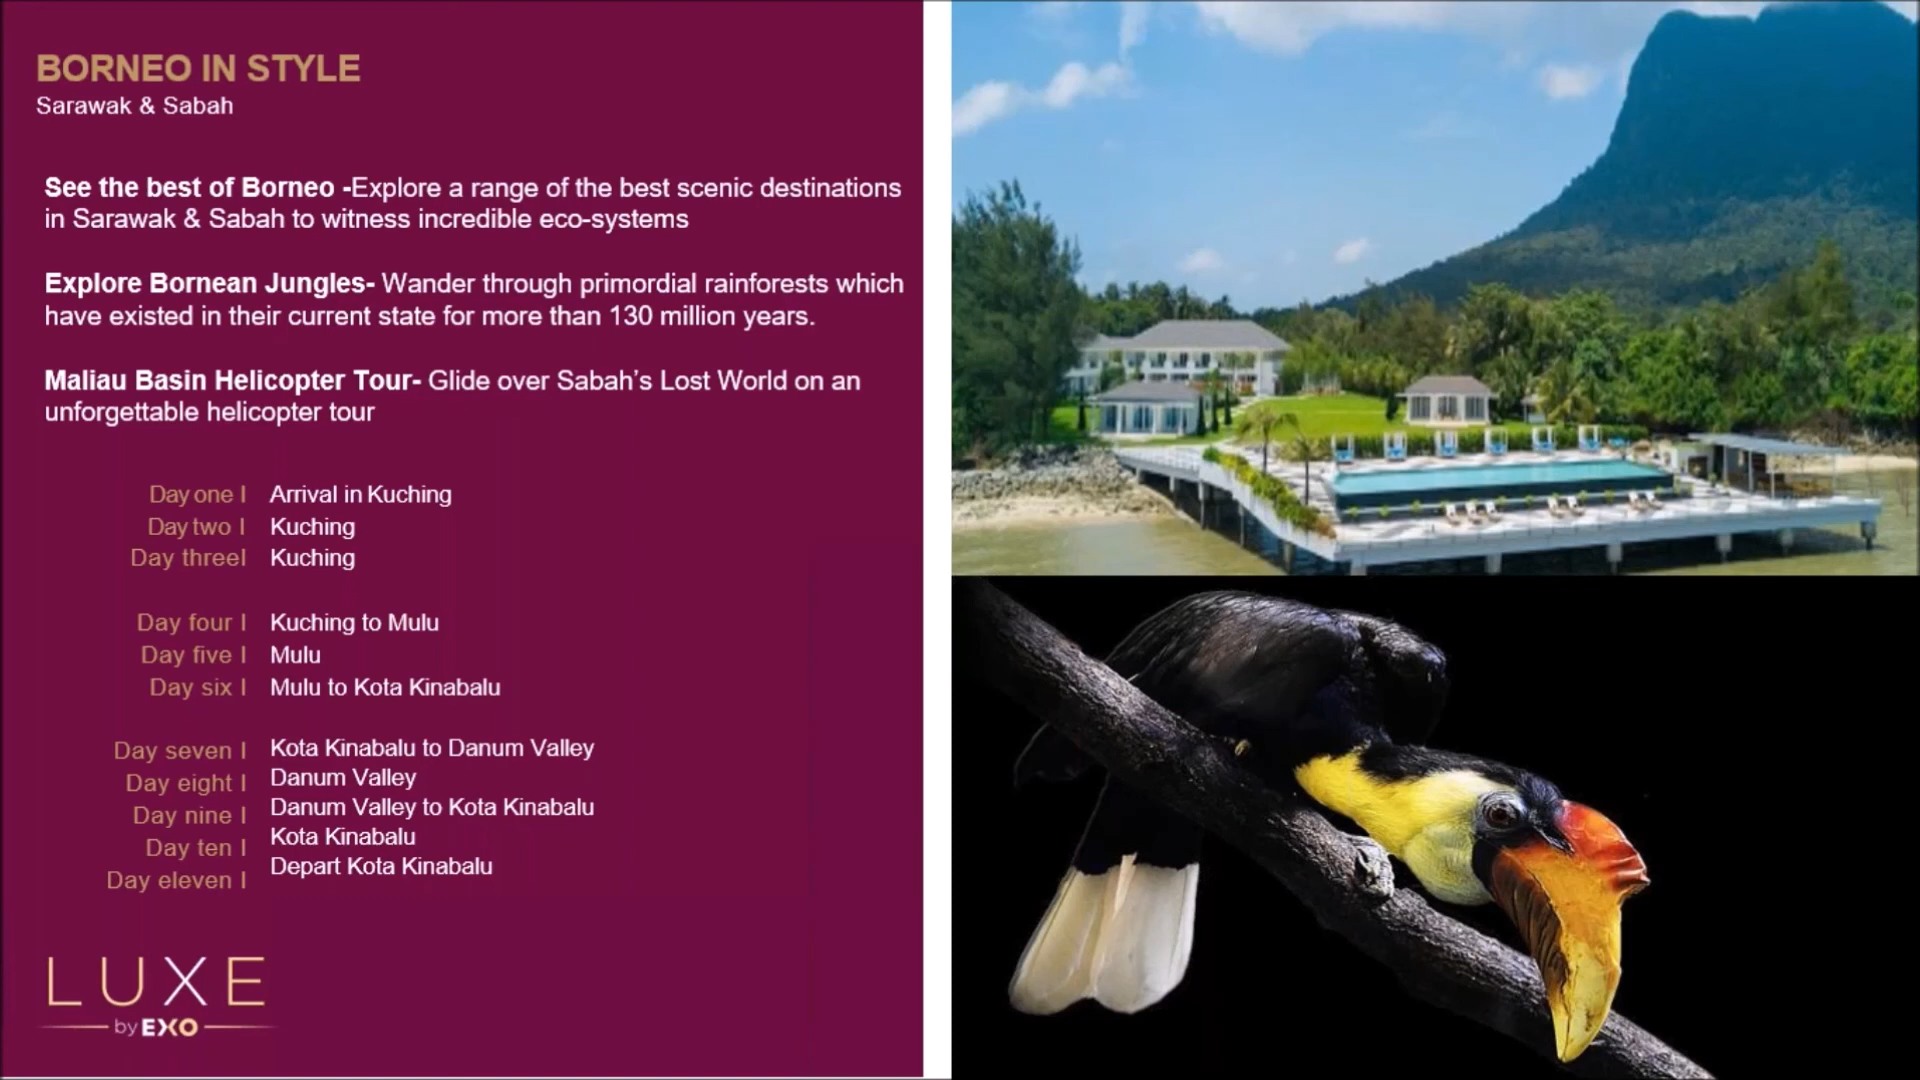 BORNEO IN STYLE
Sarawak & Sabah
See the best of Borneo -Explore a range of the best scenic destinations
in Sarawak & Sabah to witness incredible eco-systems
Explore Bornean Jungles- Wander through primordial rainforests which
have existed in their current state for more than 130 million years.
Maliau Basin Helicopter Tour- Glide over Sabah's Lost World on an
unforgettable helicopter tour
Day one I Arrival in Kuching
Day two I Kuching
Day threeI Kuching
Day four I Kuching to Mulu
Day five I Mulu
Day six I Mulu to Kota Kinabalu
Day seven I Kota Kinabalu to Danum Valley
Day eight I Danum Valley
Day nine I Danum Valley to Kota Kinabalu
Day ten I Kota Kinabalu
Day eleven I Depart Kota Kinabalu
LUXE
by EXO